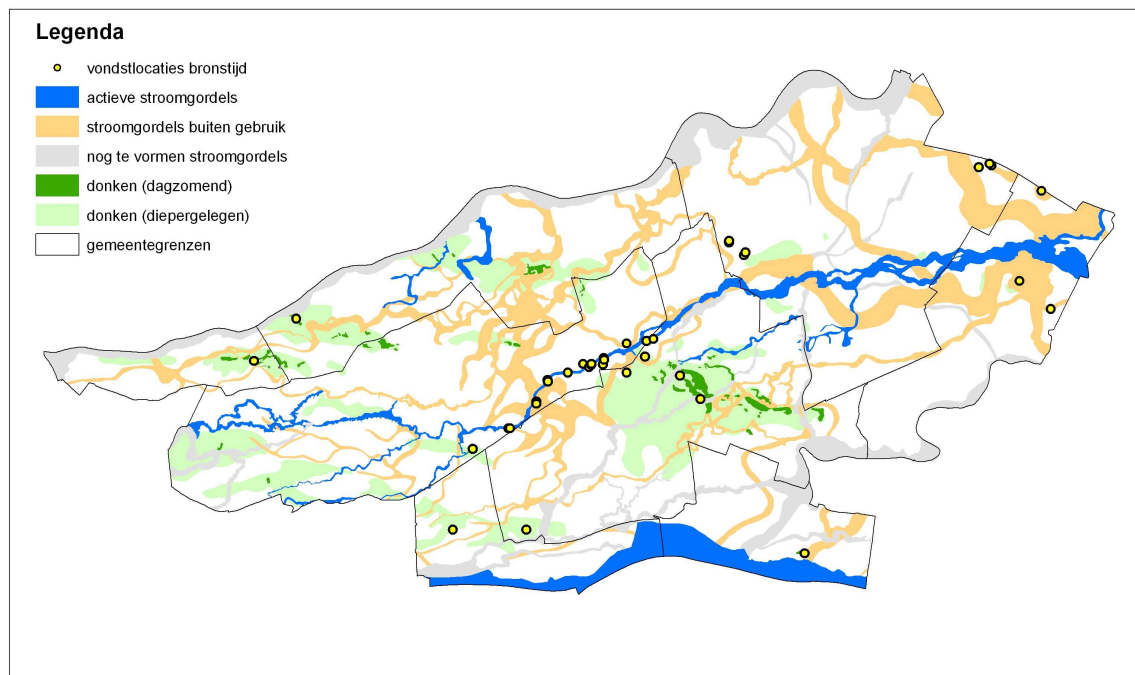 Legenda
vondstlocaties bronstijd
actieve stroomgordels
stroomgordels buiten gebruik
nog te vormen stroomgordels
donken (dagzomend)
donken (diepergelegen)
gemeentegrenzen